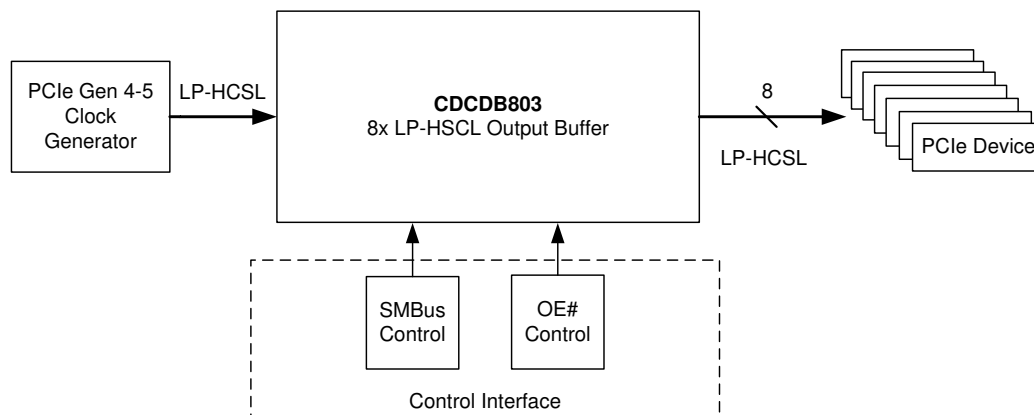 PCIe Gen 4-5
Clock
Generator
LP-HCSL
CDCDB803
8x LP-HSCL Output Buffer
8
LP-HCSL
PCIe Device
SMBus
Control
OE#
Control
Control Interface